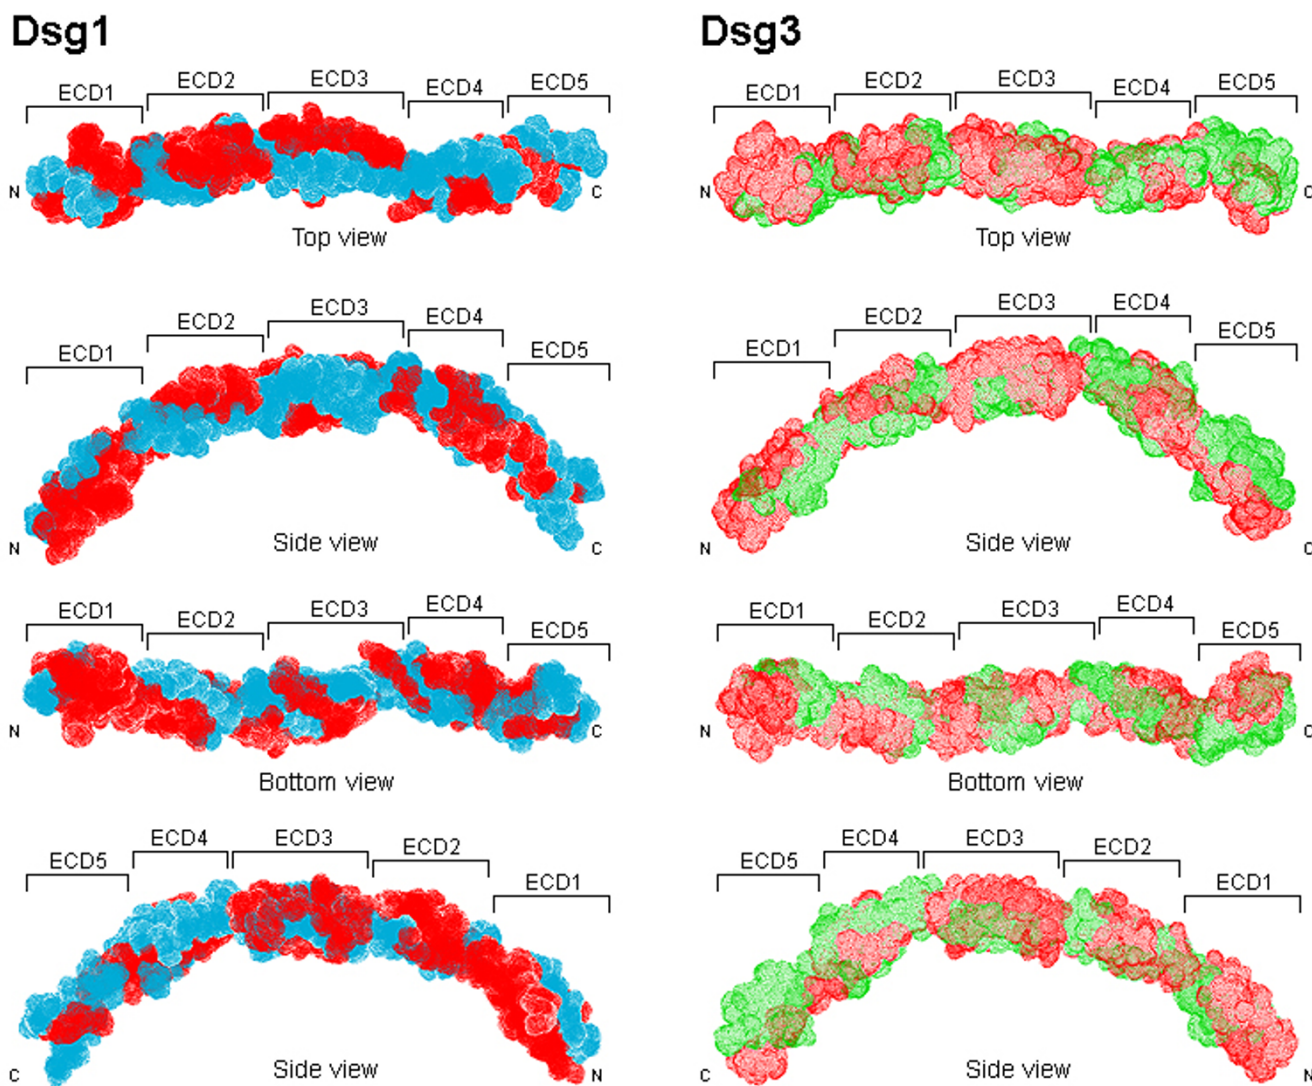 Dsg1
ECD1 ECD2 ECD3 ECD4 ECD5
N C
Top view
ECD1 ECD2 ECD3 ECD4 ECD5
N C
Side view
ECD1 ECD2 ECD3 ECD4 ECD5
N C
Bottom view
ECD5 ECD4 ECD3 ECD2 ECD1
C N
Side view
Dsg3
ECD1 ECD2 ECD3 ECD4 ECD5
N C
Top view
ECD1 ECD2 ECD3 ECD4 ECD5
N C
Side view
ECD1 ECD2 ECD3 ECD4 ECD5
N C
Bottom view
ECD5 ECD4 ECD3 ECD2 ECD1
C N
Side view